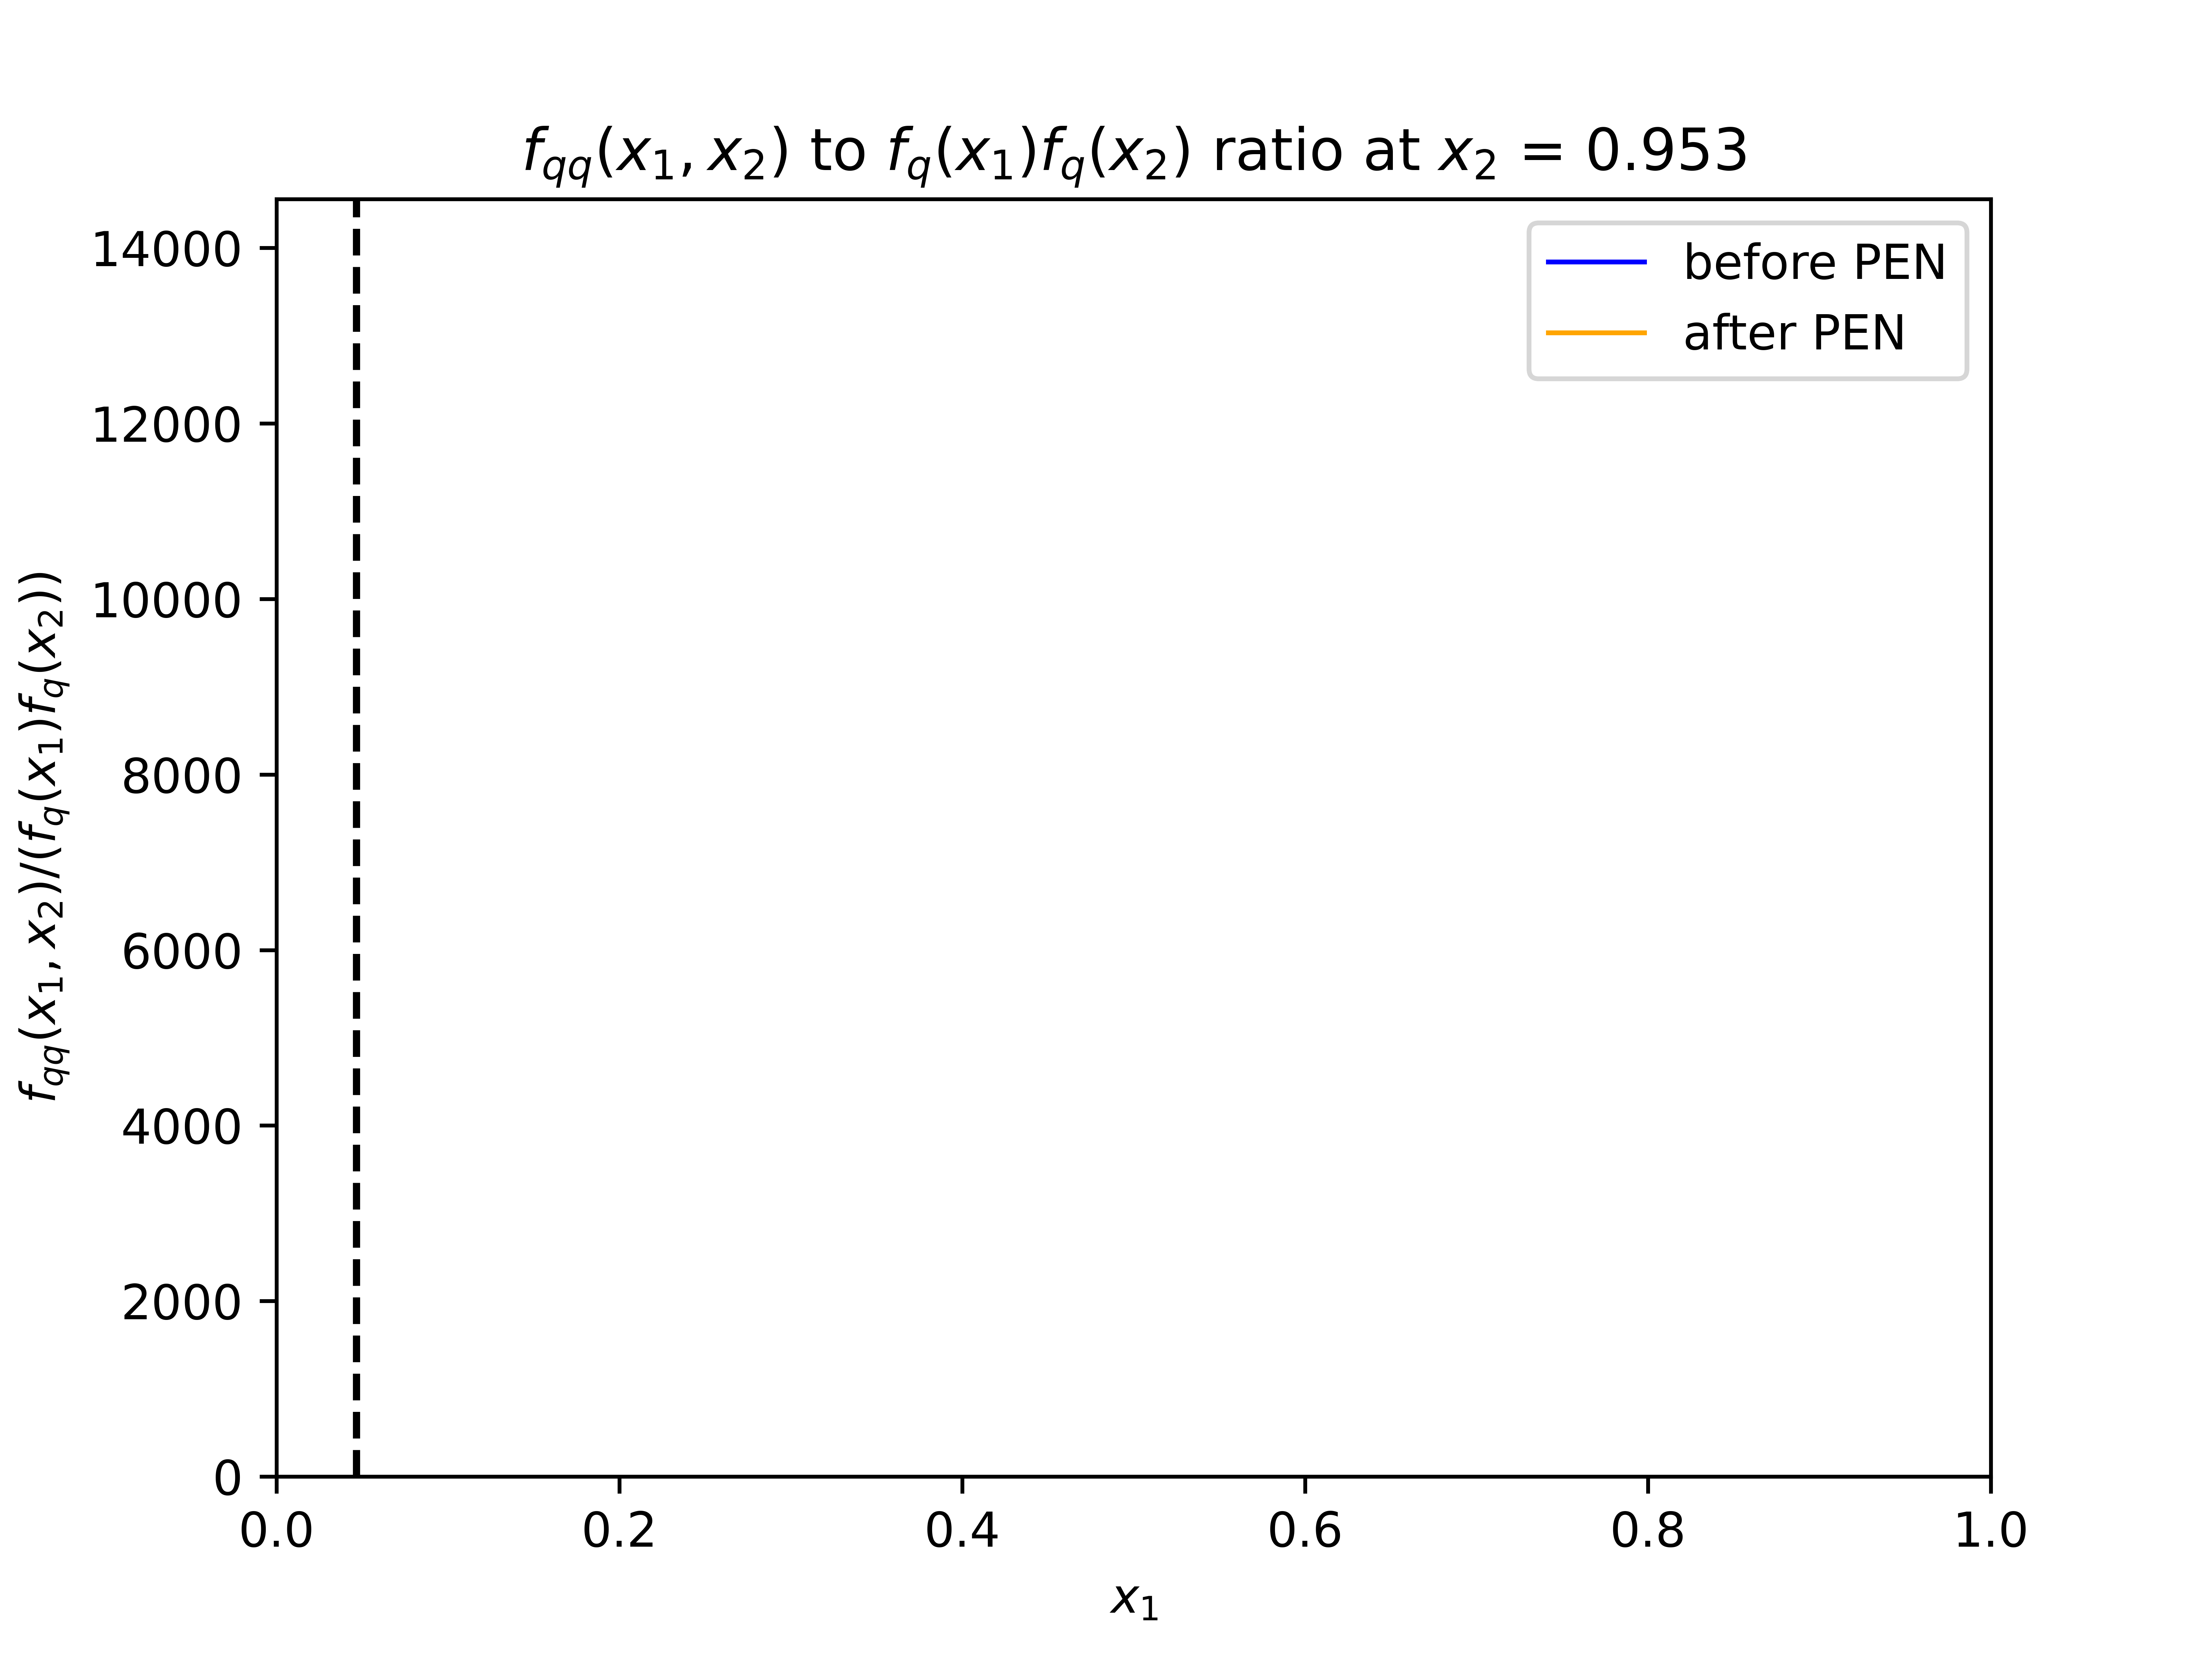 f_qq(x_1, x_2) to f_q(x_1)f_q(x_2) ratio at x_2 = 0.953
before PEN
after PEN
14000
12000
10000
8000
6000
4000
2000
0
f_qq(x_1, x_2)/(f_q(x_1)f_q(x_2))
0.0 0.2 0.4 0.6 0.8 1.0
x_1